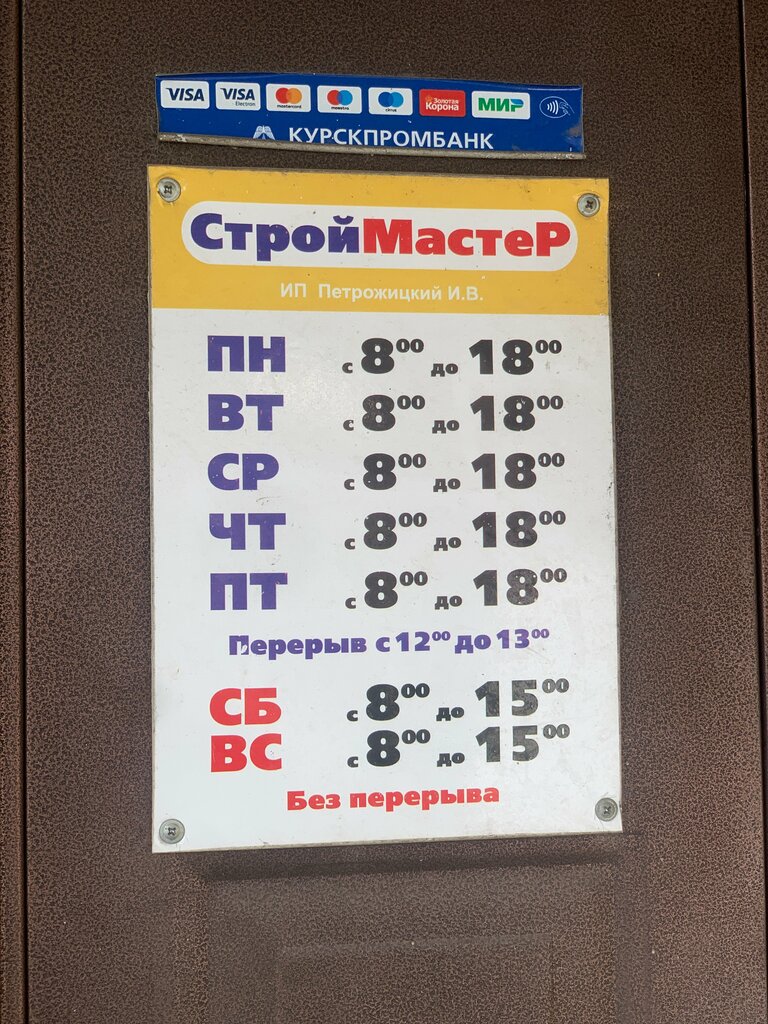 VISA VISA Electron mastercard maestro cirrus Золотая Корона МИР
КУРСКПРОМБАНК
СтройМастеР
ИП Петрожицкий И.В.
ПН с 8⁰⁰ до 18⁰⁰
ВТ с 8⁰⁰ до 18⁰⁰
СР с 8⁰⁰ до 18⁰⁰
ЧТ с 8⁰⁰ до 18⁰⁰
ПТ с 8⁰⁰ до 18⁰⁰
Перерыв с 12⁰⁰ до 13⁰⁰
СБ с 8⁰⁰ до 15⁰⁰
ВС с 8⁰⁰ до 15⁰⁰
Без перерыва